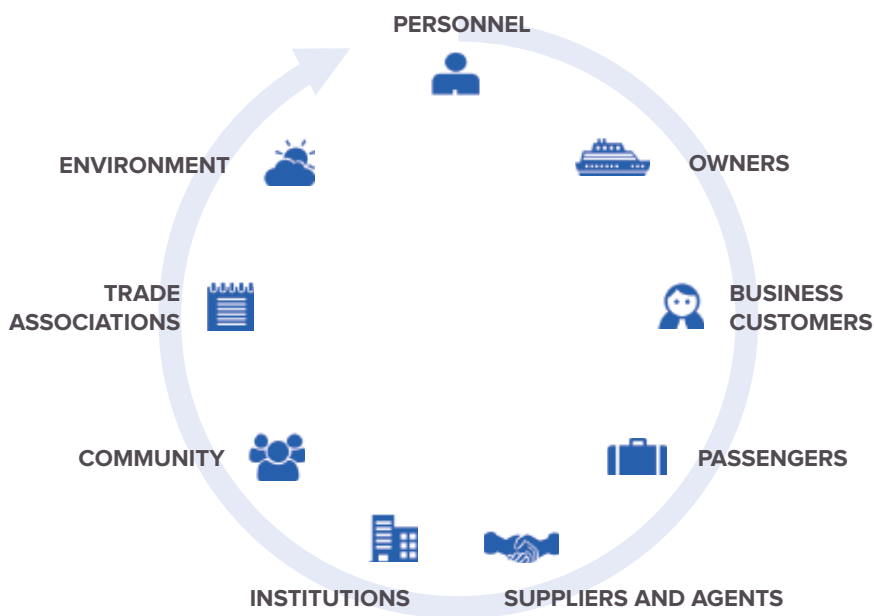 PERSONNEL
OWNERS
BUSINESS
CUSTOMERS
PASSENGERS
SUPPLIERS AND AGENTS
INSTITUTIONS
COMMUNITY
TRADE
ASSOCIATIONS
ENVIRONMENT